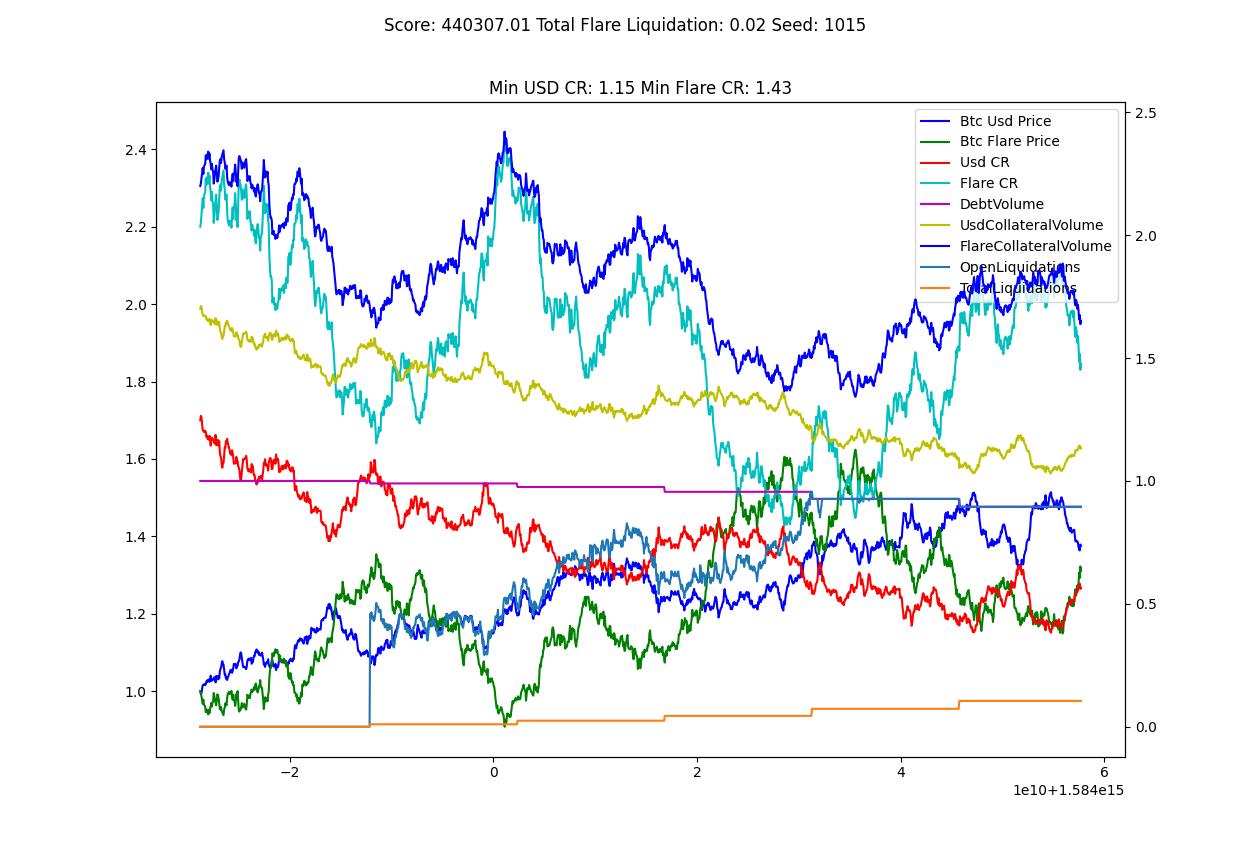 Score: 440307.01 Total Flare Liquidation: 0.02 Seed: 1015
Min USD CR: 1.15 Min Flare CR: 1.43
Btc Usd Price
Btc Flare Price
Usd CR
Flare CR
DebtVolume
UsdCollateralVolume
FlareCollateralVolume
OpenLiquidations
TotalLiquidations
2.4
2.2
2.0
1.8
1.6
1.4
1.2
1.0
2.5
2.0
1.5
1.0
0.5
0.0
−2 0 2 4 6
1e10+1.584e15